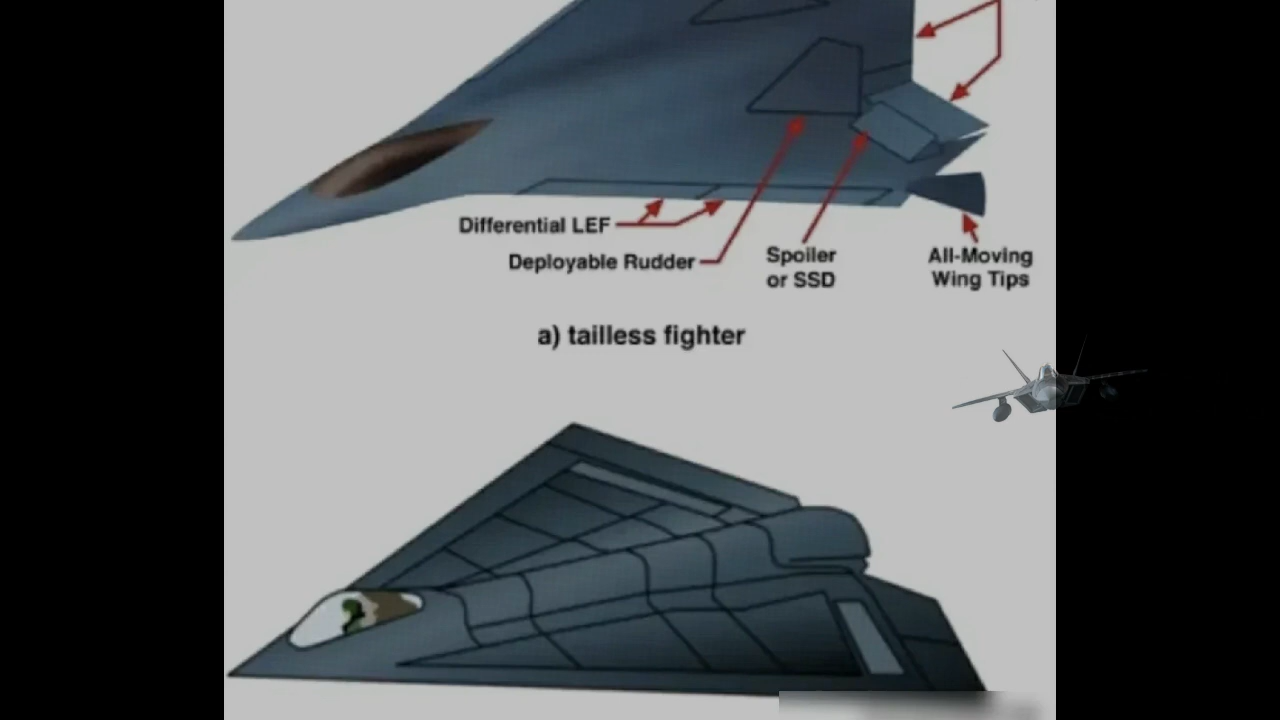 Differential LEF
Deployable Rudder
Spoiler
or SSD
All-Moving
Wing Tips
a) tailless fighter